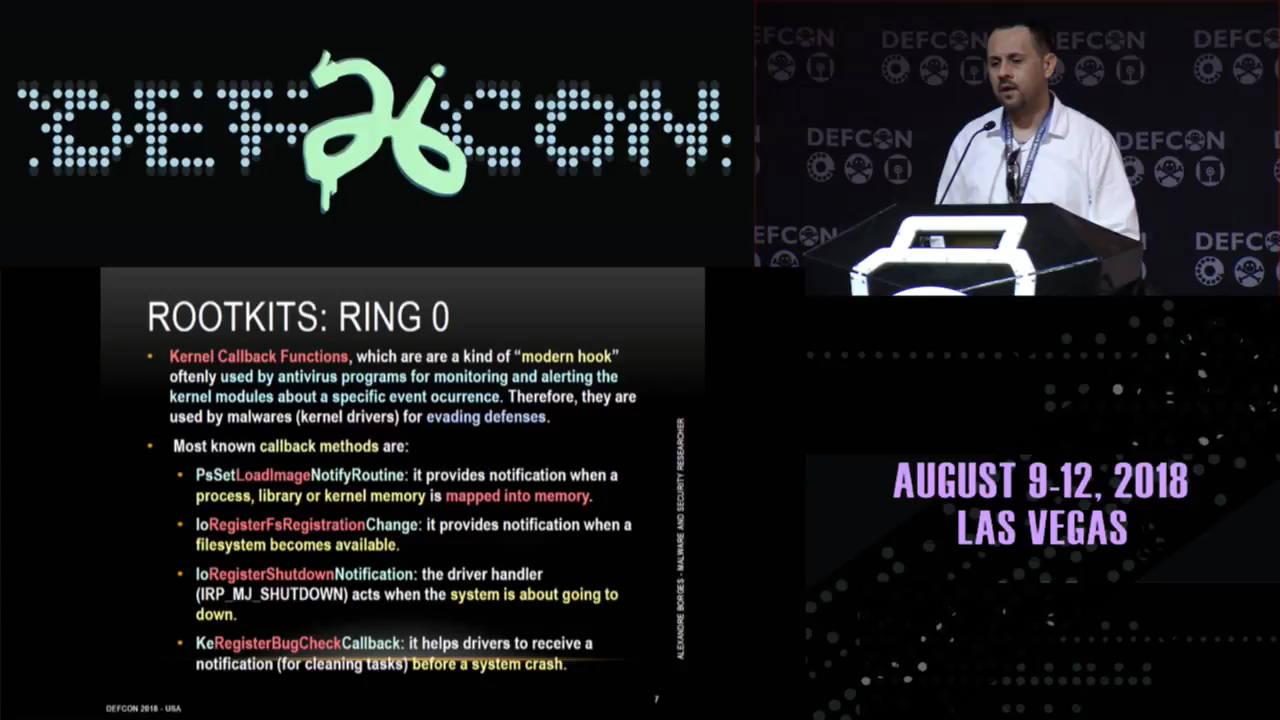 DEFCON 26
DEFCON DEFCON DEFCON
DEFCON DEFCON
DEFCON DEFCON
ROOTKITS: RING 0
• Kernel Callback Functions, which are are a kind of “modern hook”
oftenly used by antivirus programs for monitoring and alerting the
kernel modules about a specific event ocurrence. Therefore, they are
used by malwares (kernel drivers) for evading defenses.
• Most known callback methods are:
• PsSetLoadImageNotifyRoutine: it provides notification when a
process, library or kernel memory is mapped into memory.
• IoRegisterFsRegistrationChange: it provides notification when a
filesystem becomes available.
• IoRegisterShutdownNotification: the driver handler
(IRP_MJ_SHUTDOWN) acts when the system is about going to
down.
• KeRegisterBugCheckCallback: it helps drivers to receive a
notification (for cleaning tasks) before a system crash.
ALEXANDRE BORGES - MALWARE AND SECURITY RESEARCHER
DEFCON 2018 - USA
7
AUGUST 9-12, 2018
LAS VEGAS